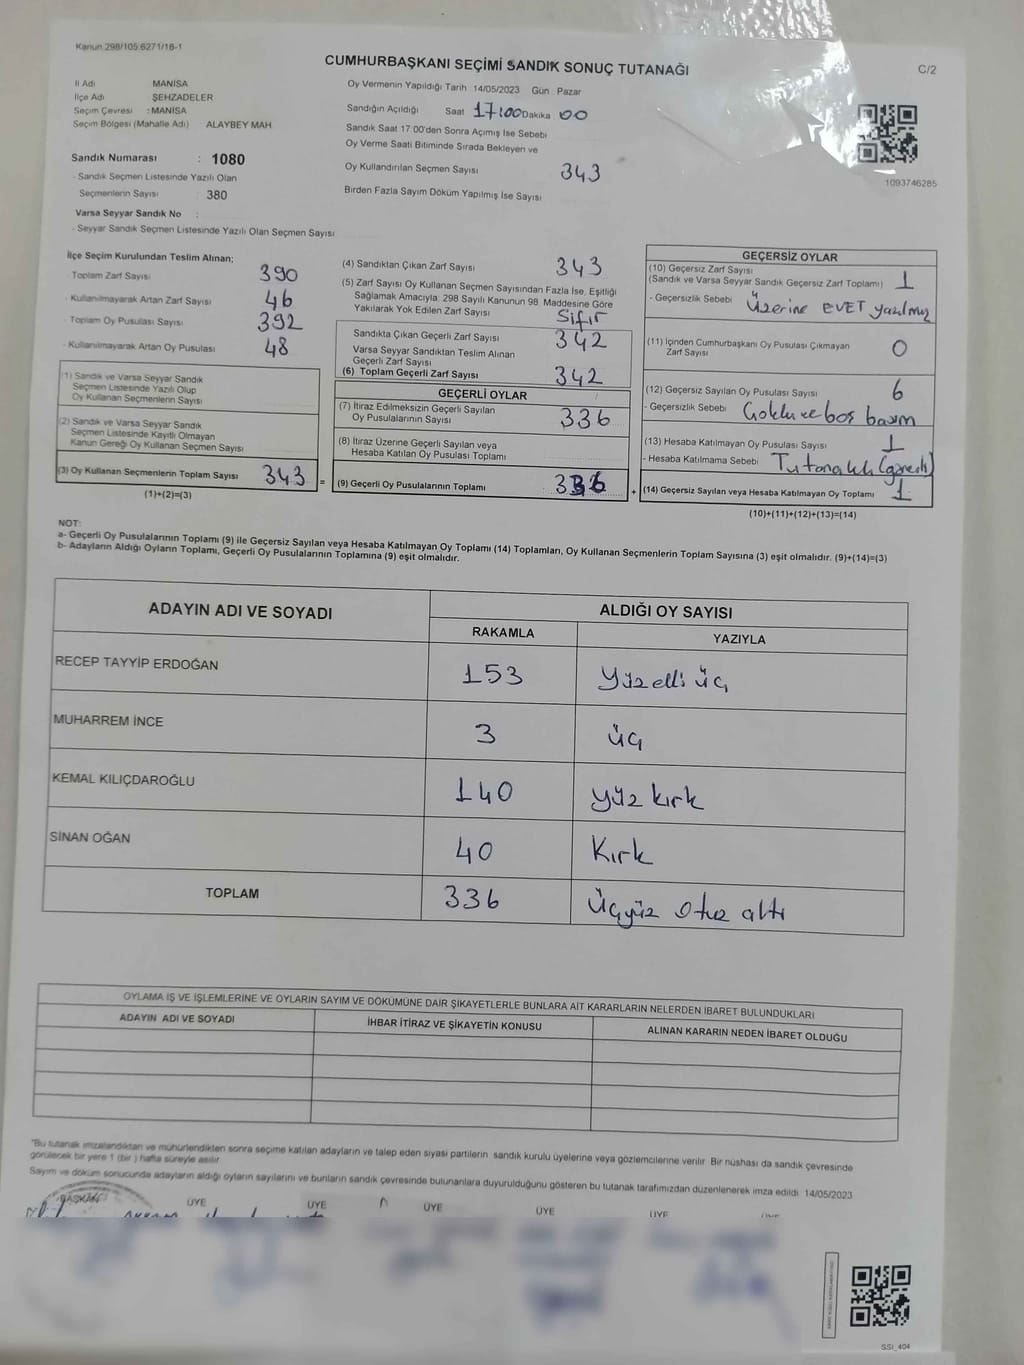 Kanun 298/105.6271/18-1
CUMHURBAŞKANI SEÇİMİ SANDIK SONUÇ TUTANAĞI
C/2
İl Adı MANİSA
İlçe Adı ŞEHZADELER
Seçim Çevresi : MANİSA
Seçim Bölgesi (Mahalle Adı) ALAYBEY MAH
Sandık Numarası : 1080
- Sandık Seçmen Listesinde Yazılı Olan
Seçmenlerin Sayısı : 380
Varsa Seyyar Sandık No :
- Seyyar Sandık Seçmen Listesinde Yazılı Olan Seçmen Sayısı
Oy Vermenin Yapıldığı Tarih 14/05/2023 Gün Pazar
Sandığın Açıldığı Saat 17:00 Dakika 00
Sandık Saat 17 00'den Sonra Açılmış İse Sebebi
Oy Verme Saati Bitiminde Sırada Bekleyen ve
Oy Kullandırılan Seçmen Sayısı 343
Birden Fazla Sayım Döküm Yapılmış İse Sayısı
1093746285
İlçe Seçim Kurulundan Teslim Alınan;
- Toplam Zarf Sayısı 390
- Kullanılmayarak Artan Zarf Sayısı 46
- Toplam Oy Pusulası Sayısı 392
- Kullanılmayarak Artan Oy Pusulası 48
(1) Sandık ve Varsa Seyyar Sandık
Seçmen Listesinde Yazılı Olup
Oy Kullanan Seçmenlerin Sayısı
(2) Sandık ve Varsa Seyyar Sandık
Seçmen Listesinde Kayıtlı Olmayan
Kanun Gereği Oy Kullanan Seçmen Sayısı
(3) Oy Kullanan Seçmenlerin Toplam Sayısı 343 =
(1)+(2)=(3)
(4) Sandıktan Çıkan Zarf Sayısı 343
(5) Zarf Sayısı Oy Kullanan Seçmen Sayısından Fazla İse, Eşitliği
Sağlamak Amacıyla, 298 Sayılı Kanunun 98. Maddesine Göre
Yakılarak Yok Edilen Zarf Sayısı Sıfır
Sandıkta Çıkan Geçerli Zarf Sayısı 342
Varsa Seyyar Sandıktan Teslim Alınan
Geçerli Zarf Sayısı
(6) Toplam Geçerli Zarf Sayısı 342
GEÇERLİ OYLAR
(7) İtiraz Edilmeksizin Geçerli Sayılan
Oy Pusulalarının Sayısı 336
(8) İtiraz Üzerine Geçerli Sayılan veya
Hesaba Katılan Oy Pusulası Toplamı
(9) Geçerli Oy Pusulalarının Toplamı : 336 +
GEÇERSİZ OYLAR
(10) Geçersiz Zarf Sayısı
(Sandık ve Varsa Seyyar Sandık Geçersiz Zarf Toplamı) 1
- Geçersizlik Sebebi Üzerine EVET yazılmış
(11) İçinden Cumhurbaşkanı Oy Pusulası Çıkmayan
Zarf Sayısı 0
(12) Geçersiz Sayılan Oy Pusulası Sayısı 6
- Geçersizlik Sebebi Çoklu ve boş basım
(13) Hesaba Katılmayan Oy Pusulası Sayısı 1
- Hesaba Katılmama Sebebi
(14) Geçersiz Sayılan veya Hesaba Katılmayan Oy Toplamı 1
(10)+(11)+(12)+(13)=(14)
NOT:
a- Geçerli Oy Pusulalarının Toplamı (9) ile Geçersiz Sayılan veya Hesaba Katılmayan Oy Toplamı (14) Toplamları, Oy Kullanan Seçmenlerin Toplam Sayısına (3) eşit olmalıdır. (9)+(14)=(3)
b- Adayların Aldığı Oyların Toplamı, Geçerli Oy Pusulalarının Toplamına (9) eşit olmalıdır.
ADAYIN ADI VE SOYADI ALDIĞI OY SAYISI
RAKAMLA YAZIYLA
RECEP TAYYİP ERDOĞAN 153 Yüzelli üç
MUHARREM İNCE 3 üç
KEMAL KILIÇDAROĞLU 140 yüz kırk
SİNAN OĞAN 40 Kırk
TOPLAM 336 Üçyüz Otuz altı
OYLAMA İŞ VE İŞLEMLERİNE VE OYLARIN SAYIM VE DÖKÜMÜNE DAİR ŞİKAYETLERLE BUNLARA AİT KARARLARIN NELERDEN İBARET BULUNDUKLARI
ADAYIN ADI VE SOYADI İHBAR İTİRAZ VE ŞİKAYETİN KONUSU ALINAN KARARIN NEDEN İBARET OLDUĞU
"Bu tutanak imzalandıktan ve mühürlendikten sonra seçime katılan adayların ve talep eden siyasi partilerin sandık kurulu üyelerine veya gözlemcilerine verilir. Bir nüshası da sandık çevresinde
görülecek bir yere 1 (bir) hafta süreyle asılır.
Sayım ve döküm sonucunda adayların aldığı oyların sayılarını ve bunların sandık çevresinde bulunanlara duyurulduğunu gösteren bu tutanak tarafımızdan düzenlenerek imza edildi. 14/05/2023
BAŞKAN ÜYE ÜYE ÜYE ÜYE ÜYE
SSI_404